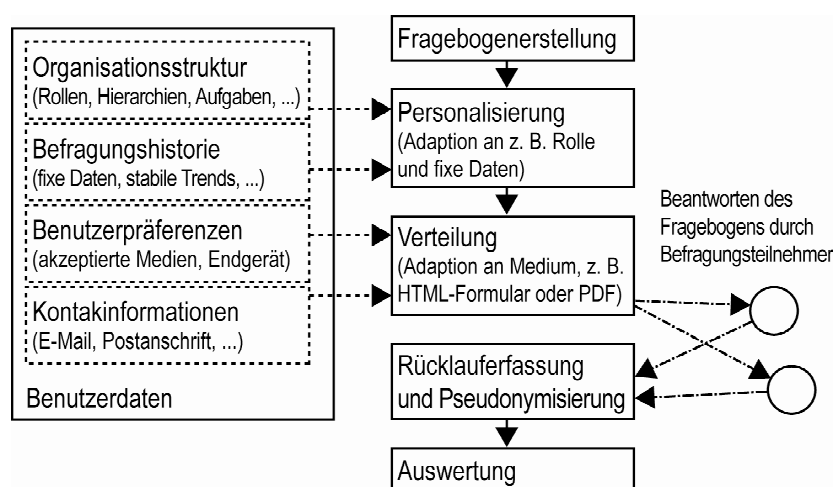 Organisationsstruktur
(Rollen, Hierarchien, Aufgaben, ...)
Befragungshistorie
(fixe Daten, stabile Trends, ...)
Benutzerpräferenzen
(akzeptierte Medien, Endgerät)
Kontakinformationen
(E-Mail, Postanschrift, ...)
Benutzerdaten
Fragebogenerstellung
Personalisierung
(Adaption an z. B. Rolle
und fixe Daten)
Verteilung
(Adaption an Medium, z. B.
HTML-Formular oder PDF)
Beantworten des
Fragebogens durch
Befragungsteilnehmer
Rücklauferfassung
und Pseudonymisierung
Auswertung